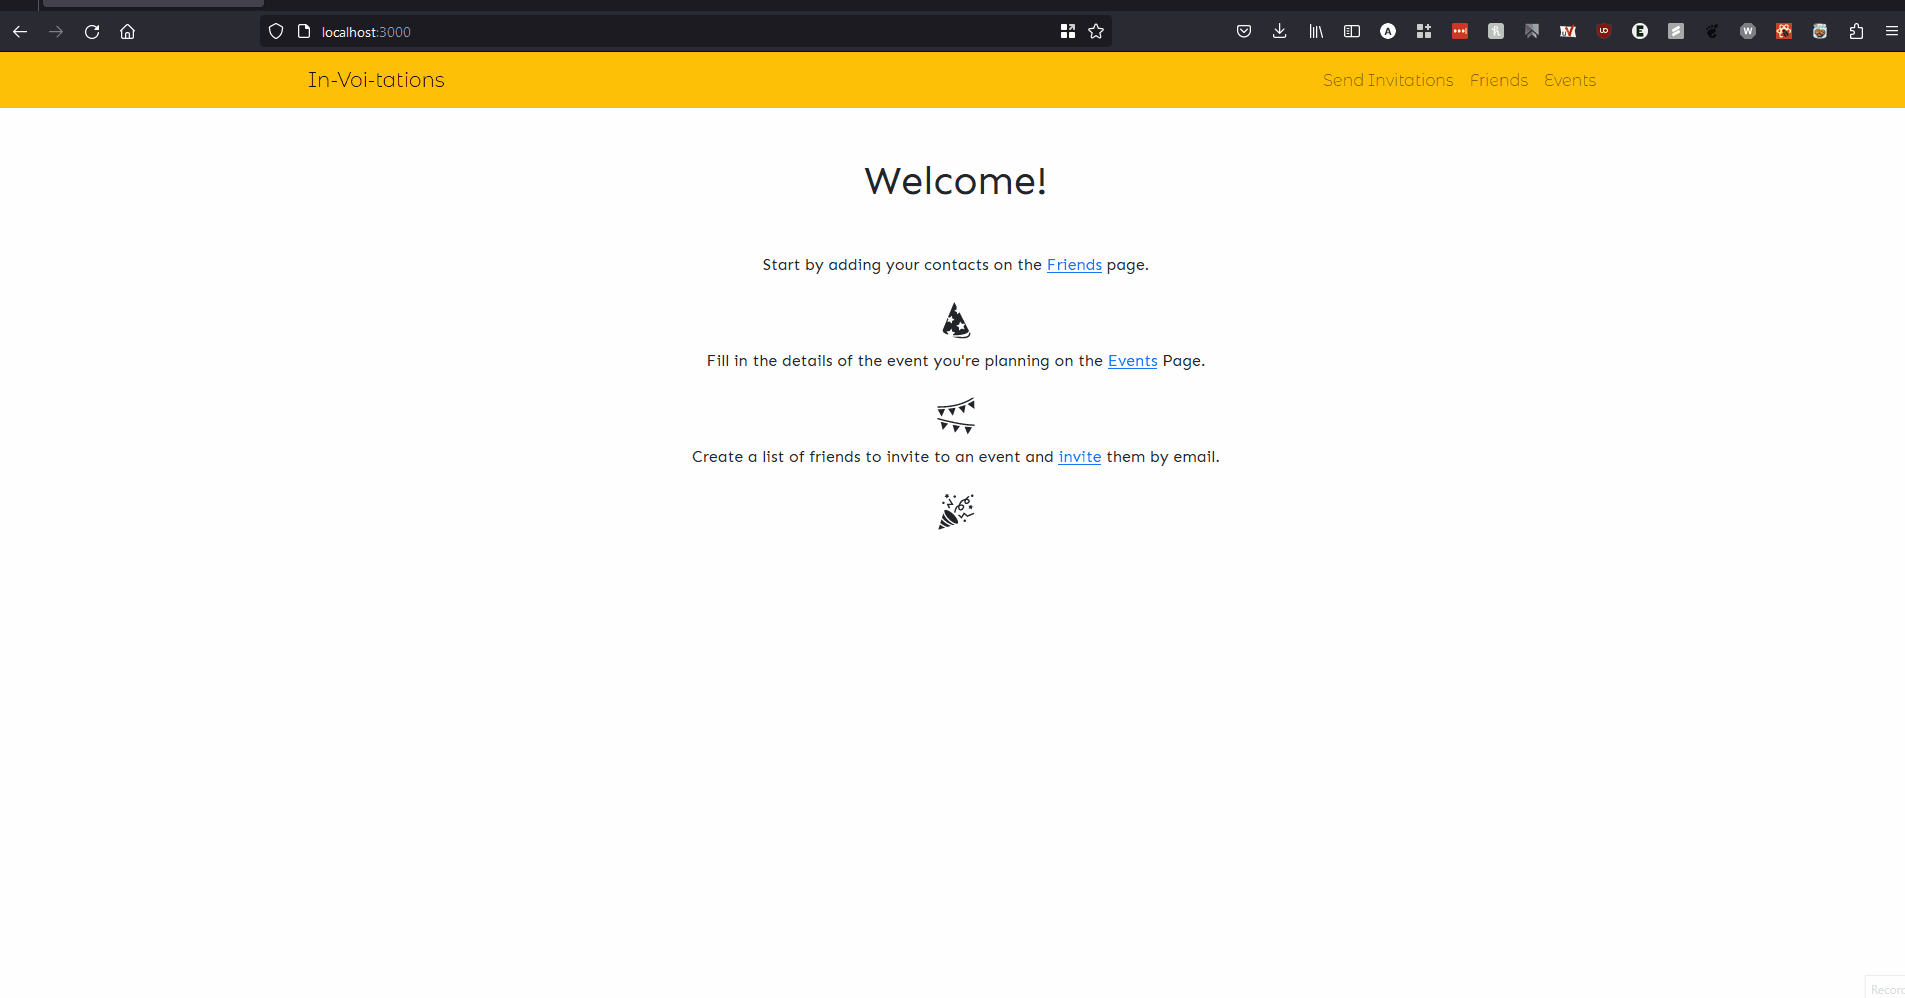 localhost:3000
In-Voi-tations
Send Invitations Friends Events
Welcome!
Start by adding your contacts on the Friends page.
Fill in the details of the event you're planning on the Events Page.
Create a list of friends to invite to an event and invite them by email.